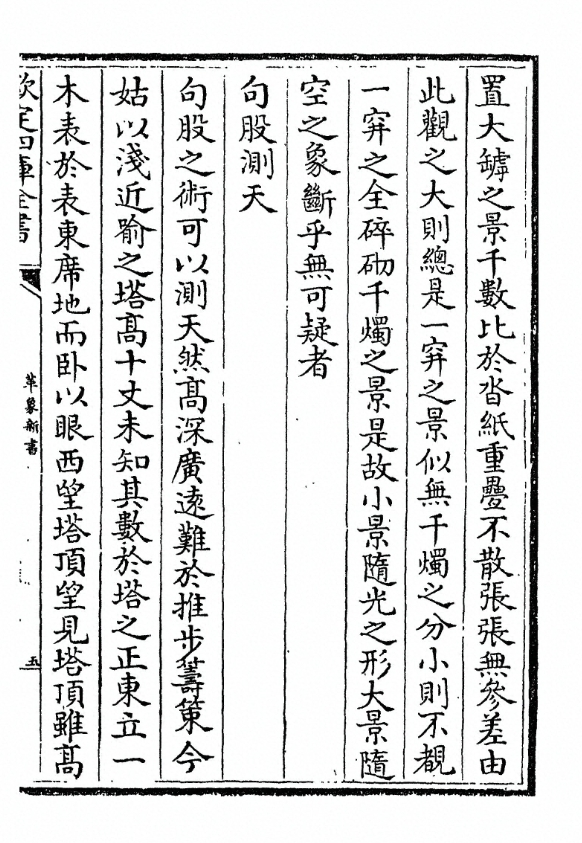 置大罅之景千數比於沓紙重疊不散張張無參差由
此觀之大則總是一穽之景似無千燭之分小則不覩
一穽之全碎砌千燭之景是故小景隨光之形大景隨
空之象斷乎無可疑者
句股測天
句股之術可以測天然髙深廣逺難於推步籌策今
姑以淺近喻之塔髙十丈未知其數於塔之正東立一
木表於表東席地而卧以眼西望塔頂望見塔頂雖髙
欽定四庫全書
革象新書
五